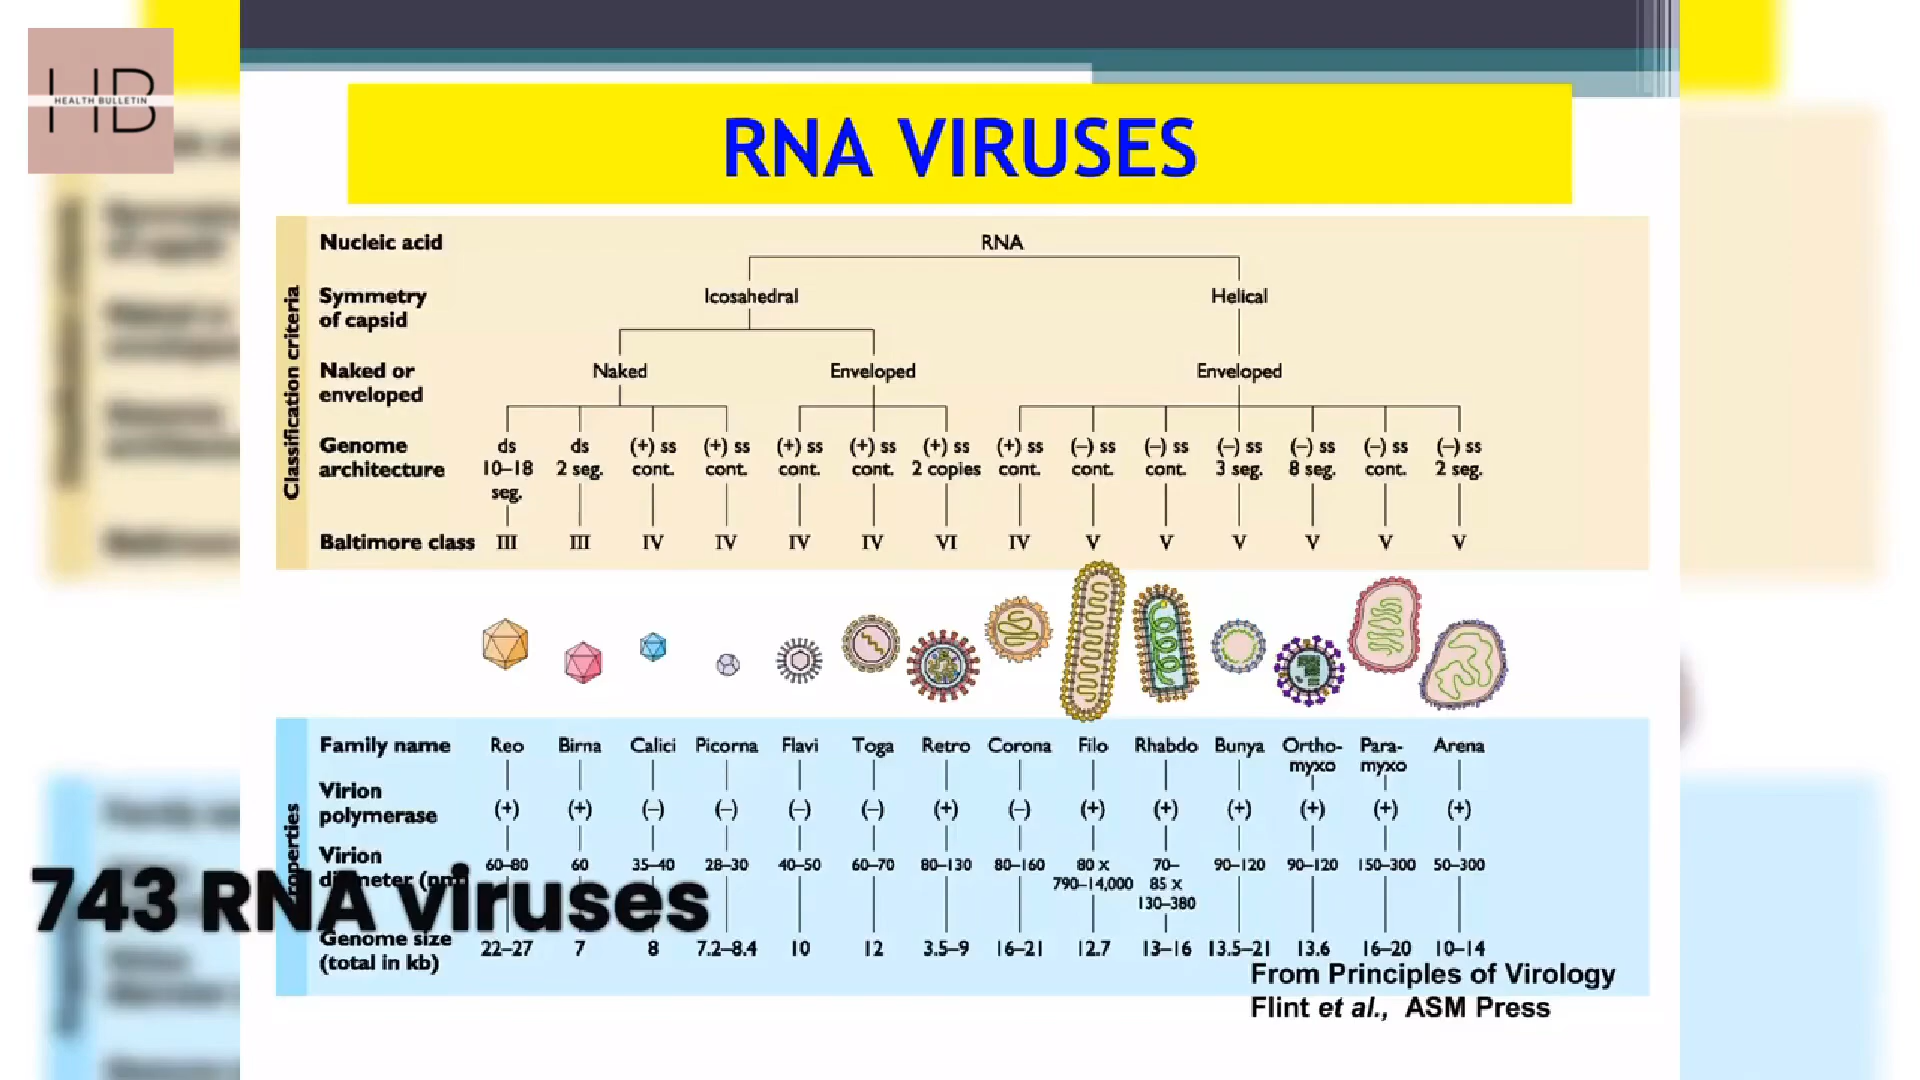 HB
HEALTH BULLETIN
RNA VIRUSES
Classification criteria
Nucleic acid RNA
Symmetry Icosahedral Helical
of capsid
Naked or Naked Enveloped Enveloped
enveloped
Genome ds ds (+) ss (+) ss (+) ss (+) ss (+) ss (+) ss (–) ss (–) ss (–) ss (–) ss (–) ss (–) ss
architecture 10–18 2 seg. cont. cont. cont. cont. 2 copies cont. cont. cont. 3 seg. 8 seg. cont. 2 seg.
seg.
Baltimore class III III IV IV IV IV VI IV V V V V V V
Family name Reo Birna Calici Picorna Flavi Toga Retro Corona Filo Rhabdo Bunya Ortho- Para- Arena
myxo myxo
Virion
polymerase (+) (+) (–) (–) (–) (–) (+) (–) (+) (+) (+) (+) (+) (+)
Virion 60–80 60 35–40 28–30 40–50 60–70 80–130 80–160 80 x 70– 90–120 90–120 150–300 50–300
diameter (nm) 790–14,000 85 x
130–380
743 RNA viruses
Genome size 22–27 7 8 7.2–8.4 10 12 3.5–9 16–21 12.7 13–16 13.5–21 13.6 16–20 10–14
(total in kb)
From Principles of Virology
Flint et al., ASM Press